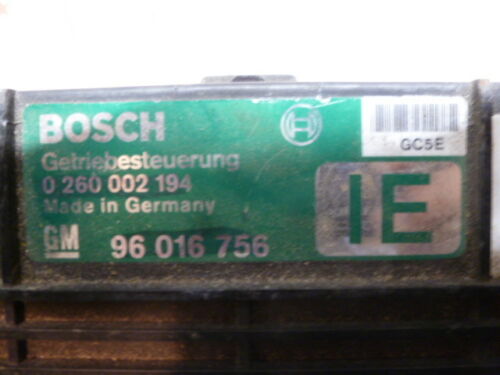 BOSCH
GC5E
Getriebesteuerung
0 260 002 194
Made in Germany
IE
GM 96 016 756